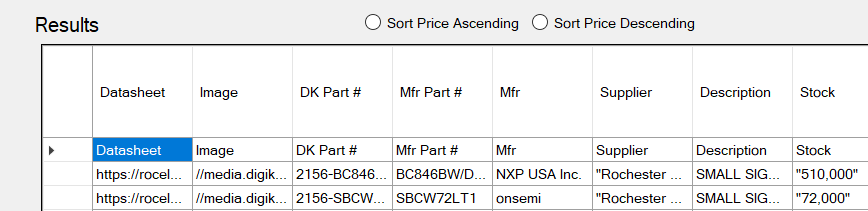 Results Sort Price Ascending Sort Price Descending
Datasheet Image DK Part # Mfr Part # Mfr Supplier Description Stock
Datasheet Image DK Part # Mfr Part # Mfr Supplier Description Stock
https://rocel... //media.digik... 2156-BC846... BC846BW/D... NXP USA Inc. "Rochester ... SMALL SIG... "510,000"
https://rocel... //media.digik... 2156-SBCW... SBCW72LT1 onsemi "Rochester ... SMALL SIG... "72,000"